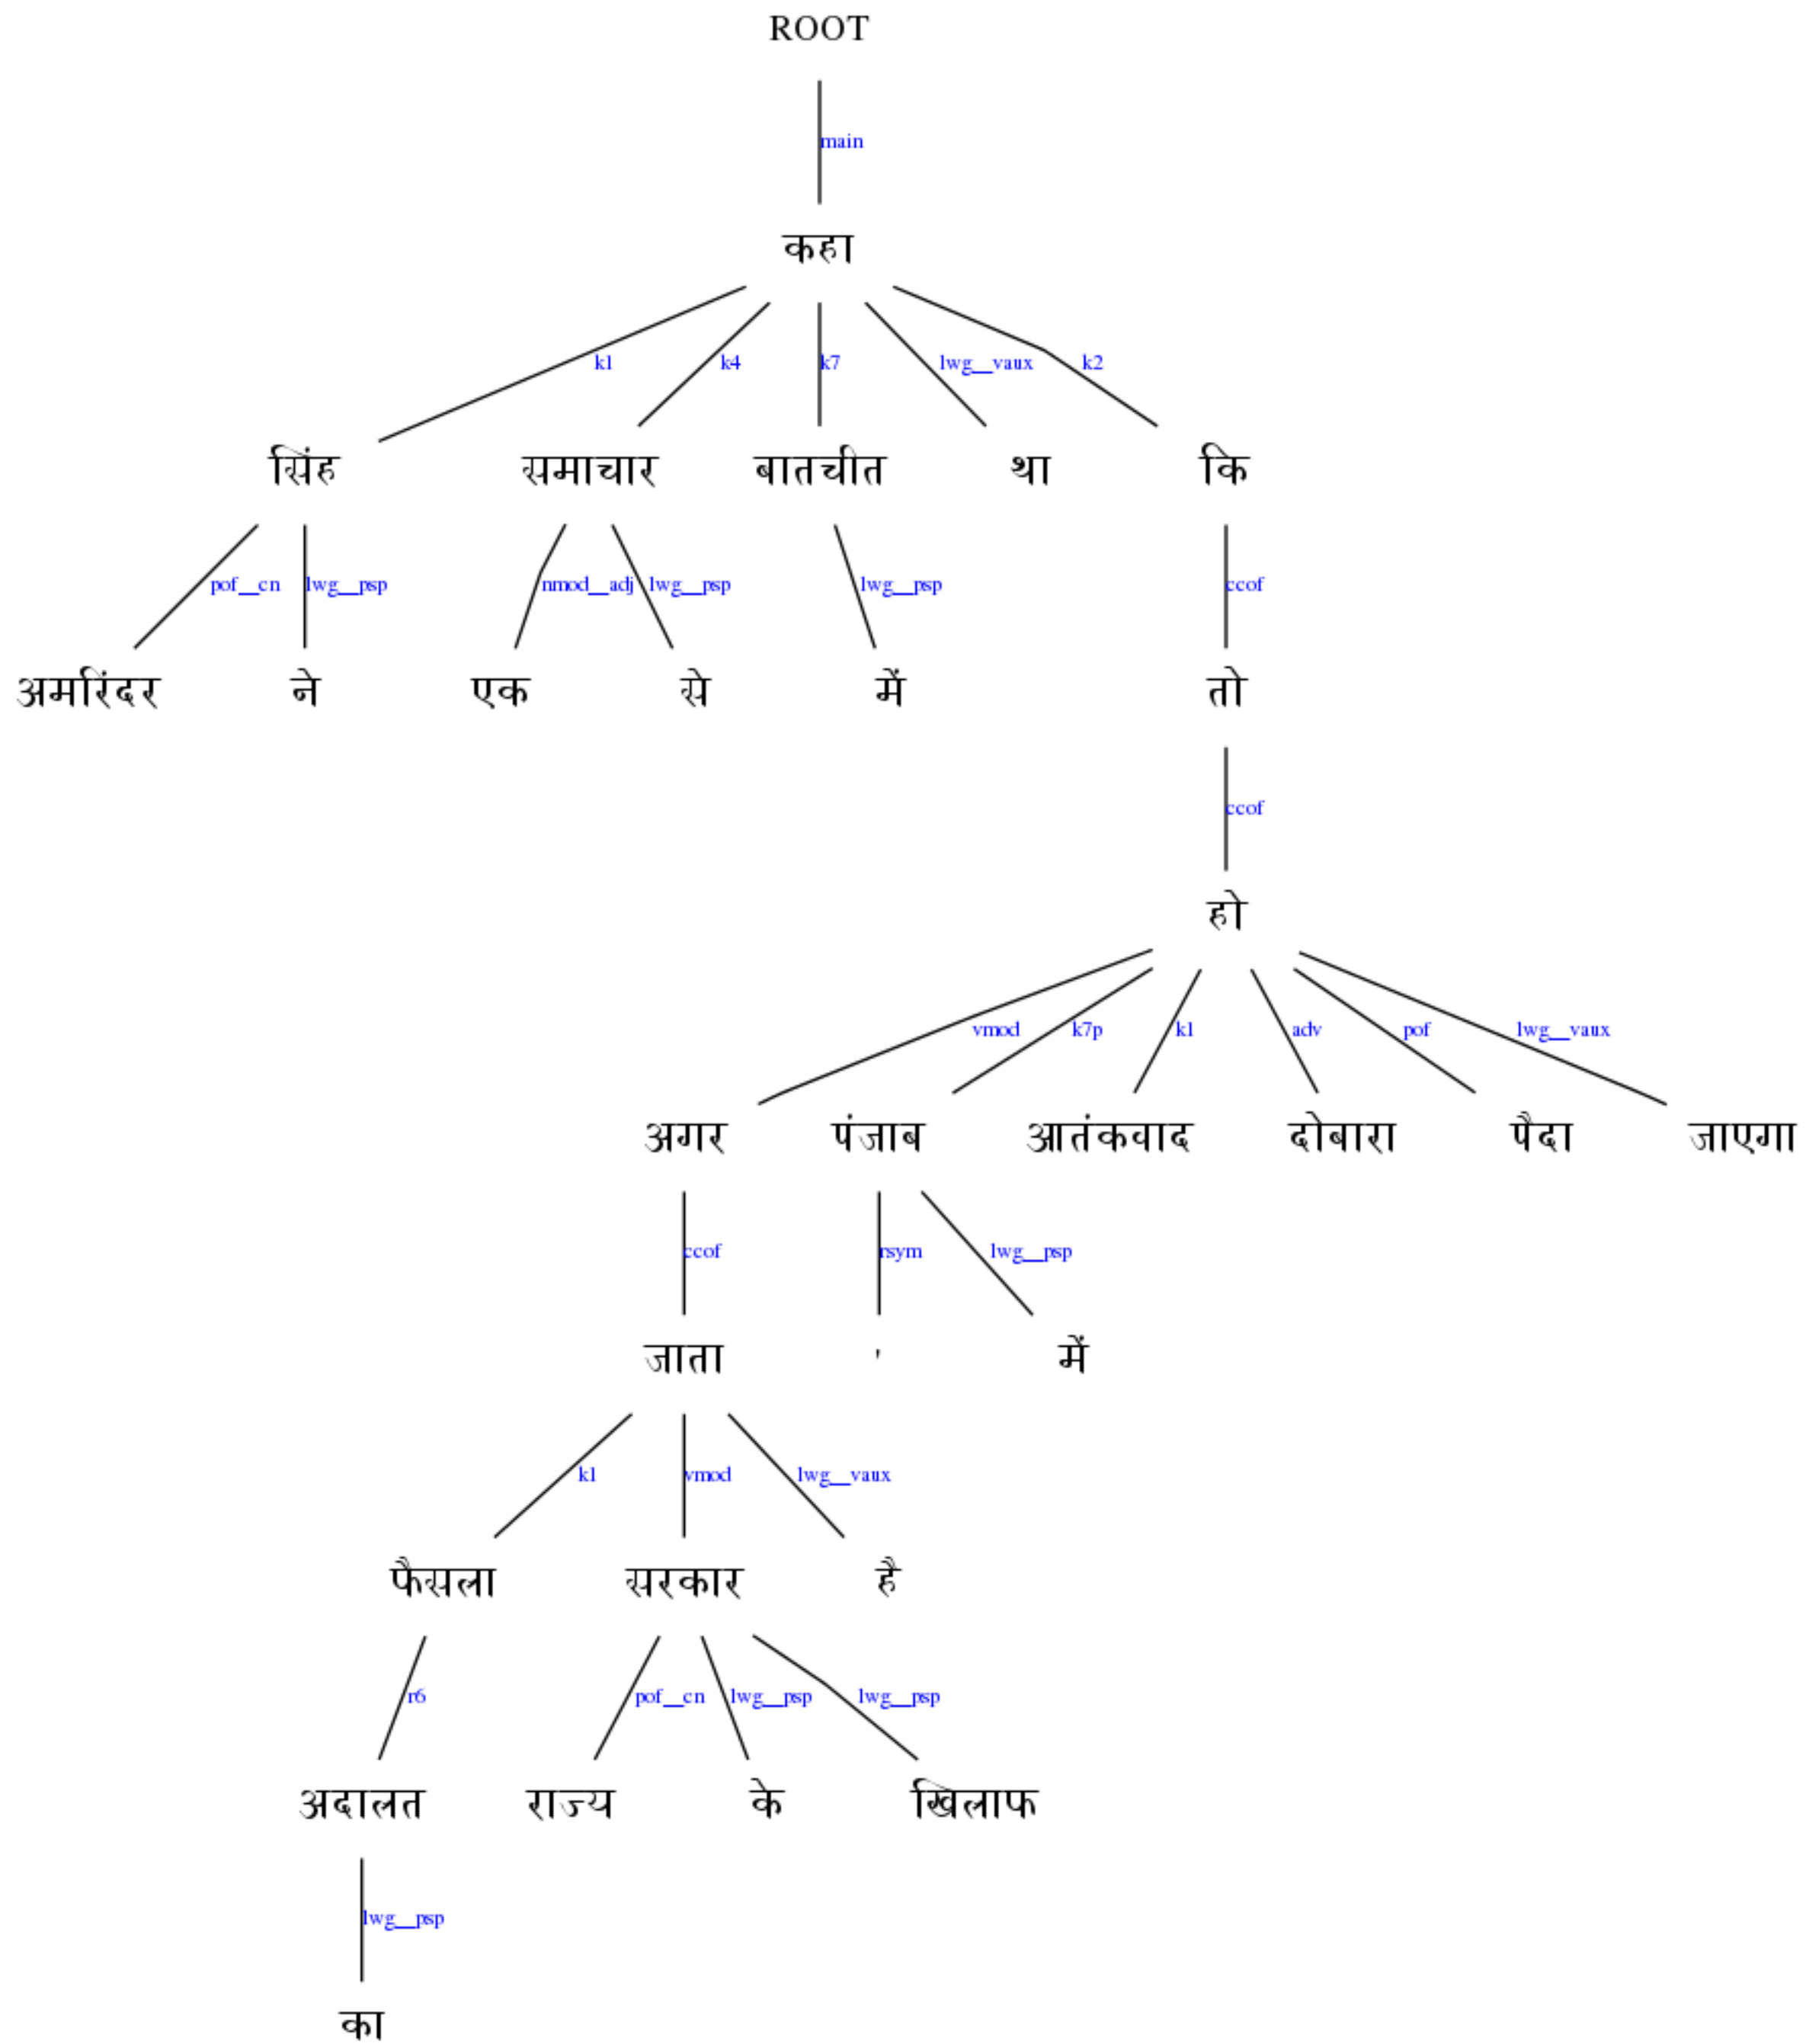 ROOT
main
कहा
k1 k4 k7 lwg__vaux k2
सिंह समाचार बातचीत था कि
pof__cn lwg__psp nmod__adj lwg__psp lwg__psp ccof
अमरिंदर ने एक से में तो
ccof
हो
vmod k7p k1 adv pof lwg__vaux
अगर पंजाब आतंकवाद दोबारा पैदा जाएगा
ccof rsym lwg__psp
जाता ' में
k1 vmod lwg__vaux
फैसला सरकार है
r6 pof__cn lwg__psp lwg__psp
अदालत राज्य के खिलाफ
lwg__psp
का